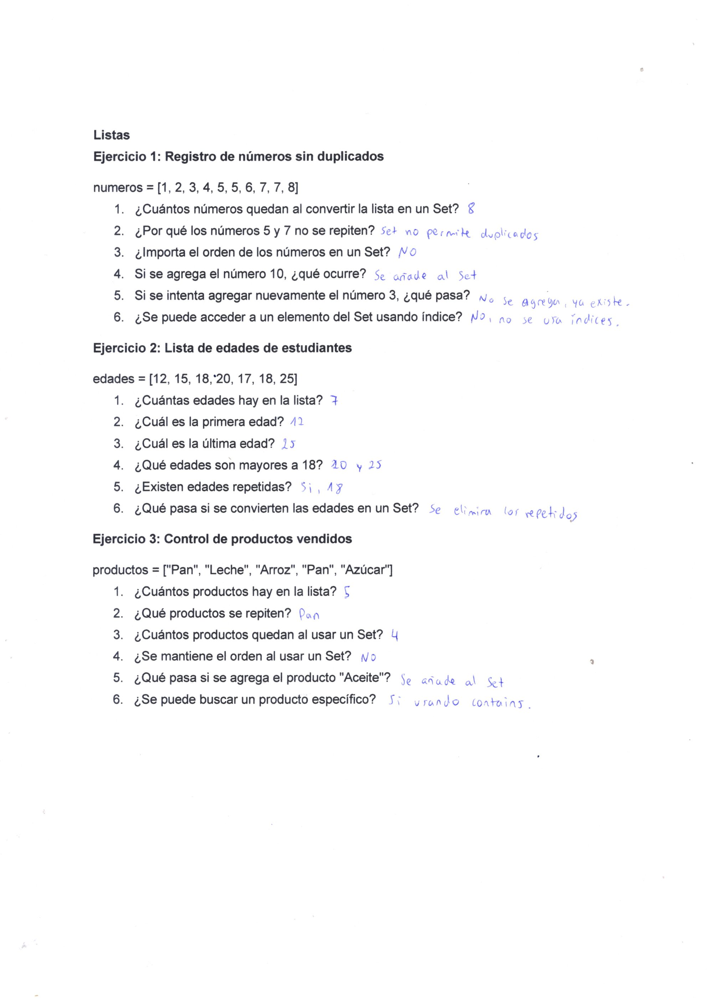 Listas
Ejercicio 1: Registro de números sin duplicados
numeros = [1, 2, 3, 4, 5, 5, 6, 7, 7, 8]
1. ¿Cuántos números quedan al convertir la lista en un Set? 8
2. ¿Por qué los números 5 y 7 no se repiten? Set no permite duplicados
3. ¿Importa el orden de los números en un Set? NO
4. Si se agrega el número 10, ¿qué ocurre? Se añade al Set
5. Si se intenta agregar nuevamente el número 3, ¿qué pasa? No se agrega, ya existe.
6. ¿Se puede acceder a un elemento del Set usando índice? No, no se usa índices.
Ejercicio 2: Lista de edades de estudiantes
edades = [12, 15, 18, 20, 17, 18, 25]
1. ¿Cuántas edades hay en la lista? 7
2. ¿Cuál es la primera edad? 12
3. ¿Cuál es la última edad? 25
4. ¿Qué edades son mayores a 18? 20 y 25
5. ¿Existen edades repetidas? Si, 18
6. ¿Qué pasa si se convierten las edades en un Set? Se elimina los repetidos
Ejercicio 3: Control de productos vendidos
productos = ["Pan", "Leche", "Arroz", "Pan", "Azúcar"]
1. ¿Cuántos productos hay en la lista? 5
2. ¿Qué productos se repiten? Pan
3. ¿Cuántos productos quedan al usar un Set? 4
4. ¿Se mantiene el orden al usar un Set? NO
5. ¿Qué pasa si se agrega el producto "Aceite"? Se añade al Set
6. ¿Se puede buscar un producto específico? Si usando contains.